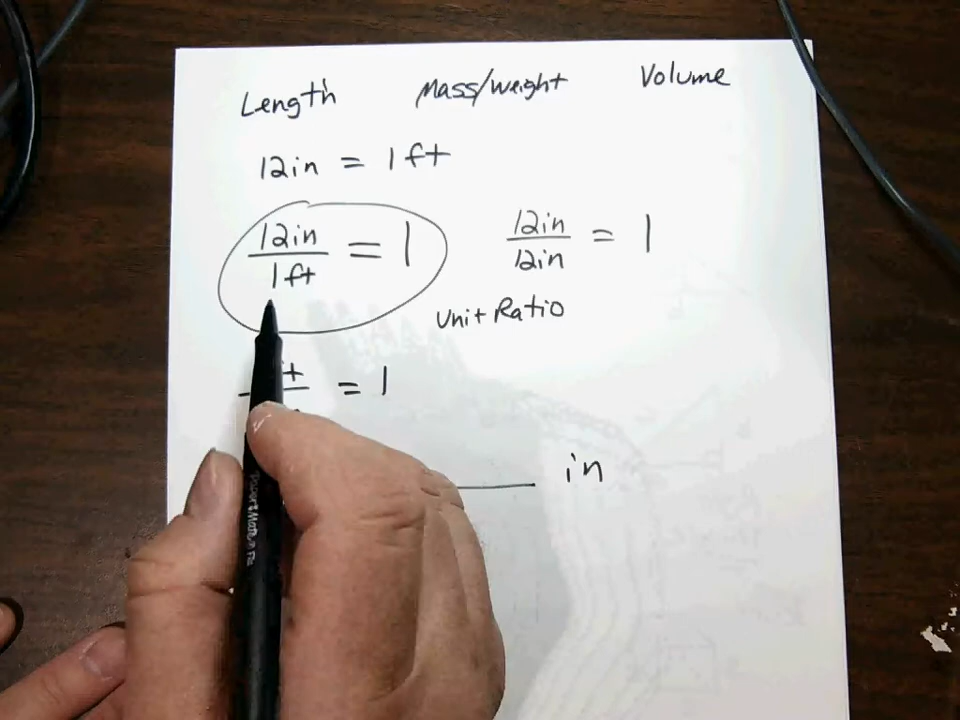 Length Mass/weight Volume
12in = 1ft
12in/1ft = 1 12in/12in = 1
Unit Ratio
= 1
in